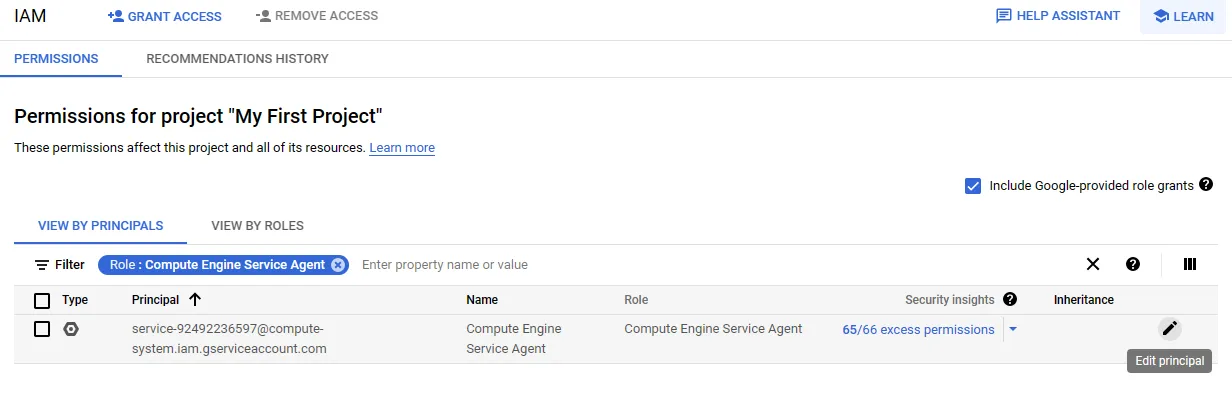 IAM GRANT ACCESS REMOVE ACCESS HELP ASSISTANT LEARN
PERMISSIONS RECOMMENDATIONS HISTORY
Permissions for project "My First Project"
These permissions affect this project and all of its resources. Learn more
Include Google-provided role grants ?
VIEW BY PRINCIPALS VIEW BY ROLES
Filter Role : Compute Engine Service Agent Enter property name or value ?
Type Principal Name Role Security insights ? Inheritance
service-92492236597@compute- Compute Engine Compute Engine Service Agent 65/66 excess permissions
system.iam.gserviceaccount.com Service Agent
Edit principal